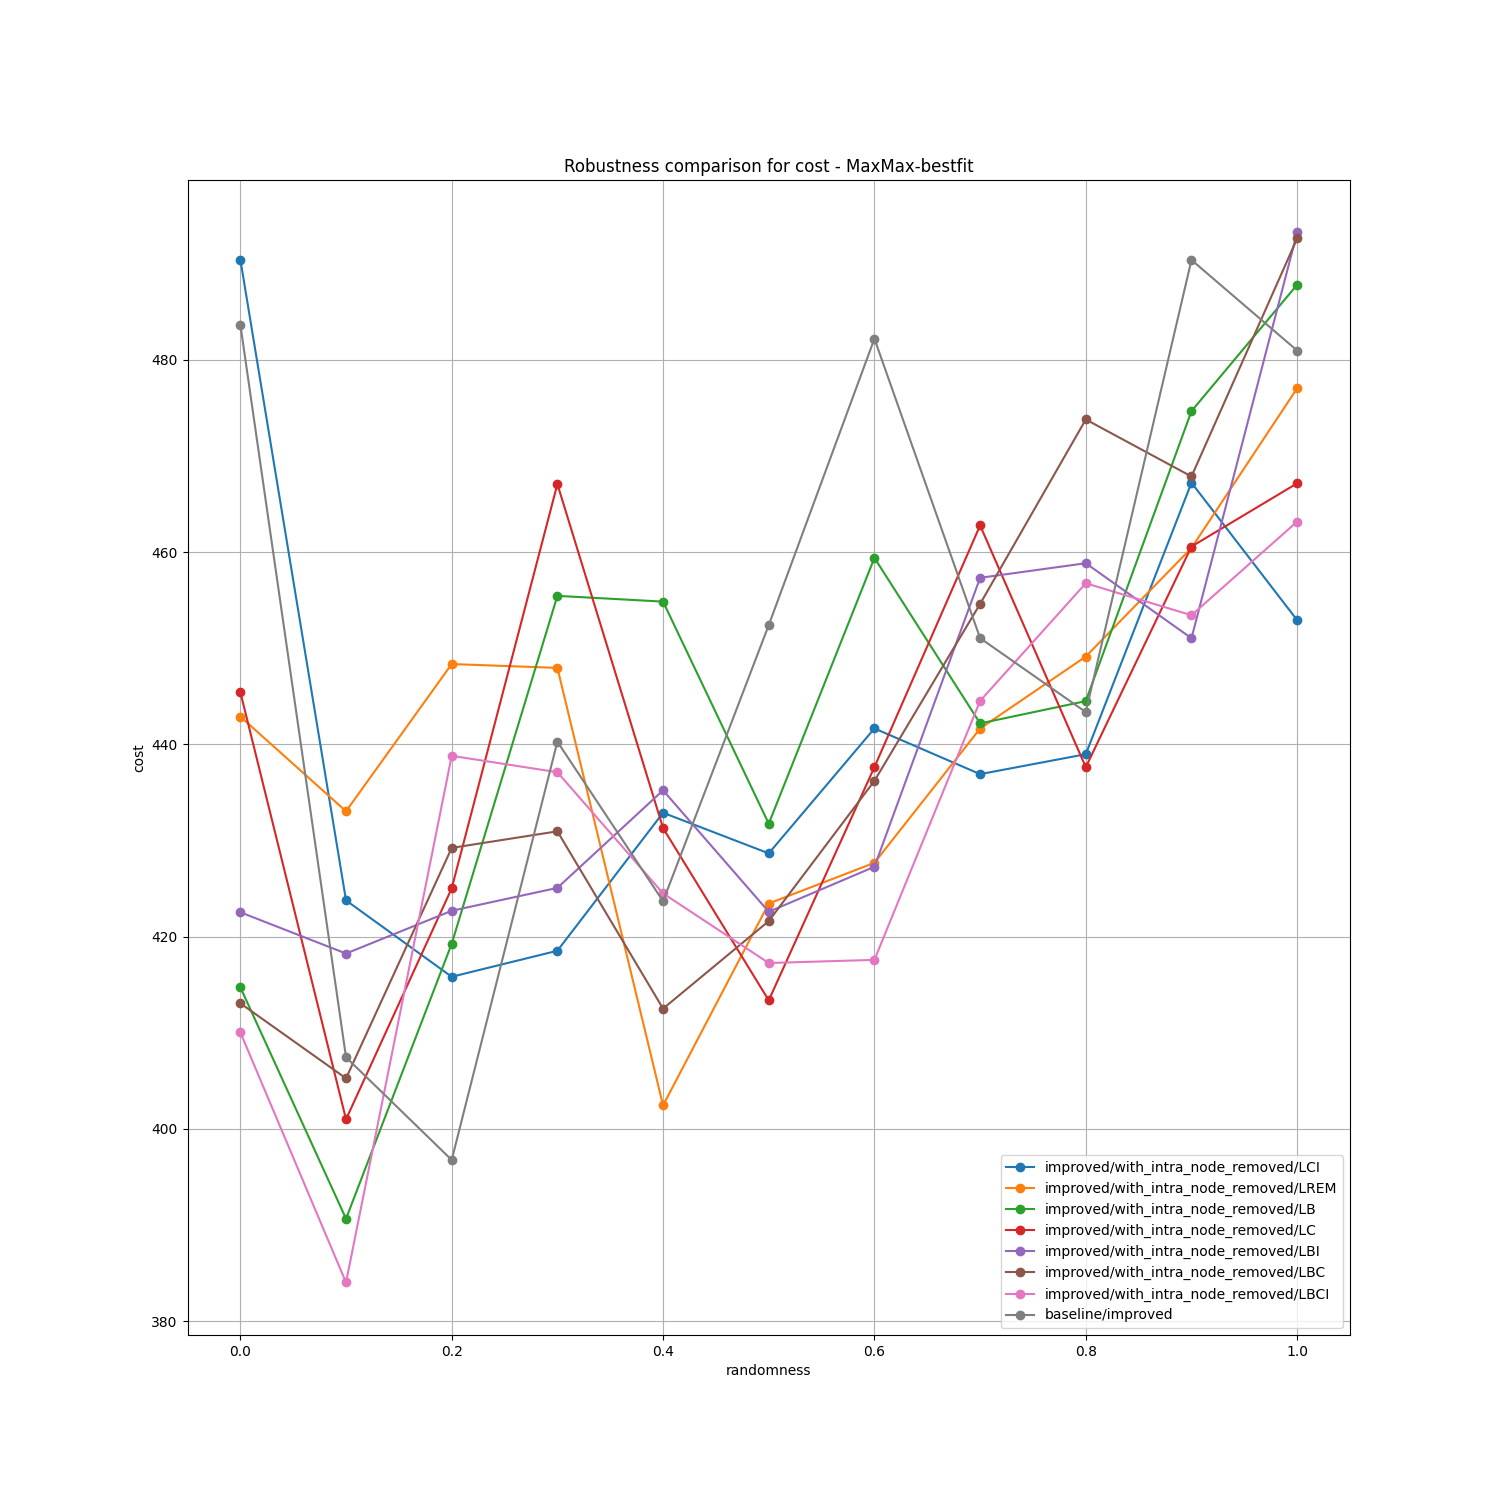 Robustness comparison for cost - MaxMax-bestfit
cost
480
460
440
420
400
380
0.0 0.2 0.4 0.6 0.8 1.0
randomness
improved/with_intra_node_removed/LCI
improved/with_intra_node_removed/LREM
improved/with_intra_node_removed/LB
improved/with_intra_node_removed/LC
improved/with_intra_node_removed/LBI
improved/with_intra_node_removed/LBC
improved/with_intra_node_removed/LBCI
baseline/improved